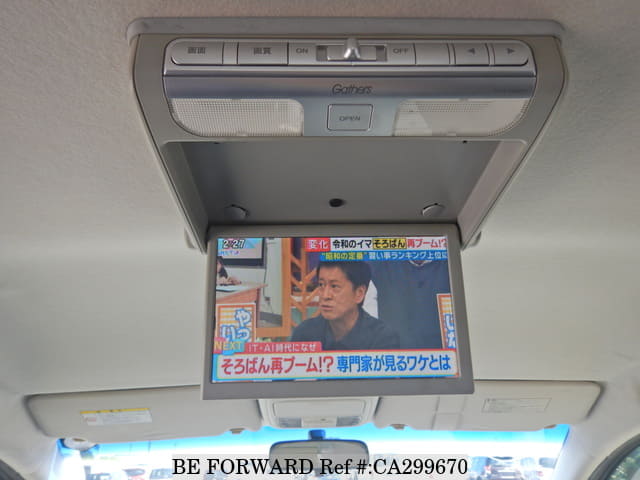 画面 画質 ON OFF
Gathers
OPEN
2:27
変化 令和のイマ そろばん 再ブーム!?
"昭和の定番" 習い事ランキング上位に
NEXT IT・AI時代になぜ
そろばん再ブーム!? 専門家が見るワケとは
BE FORWARD Ref #:CA299670